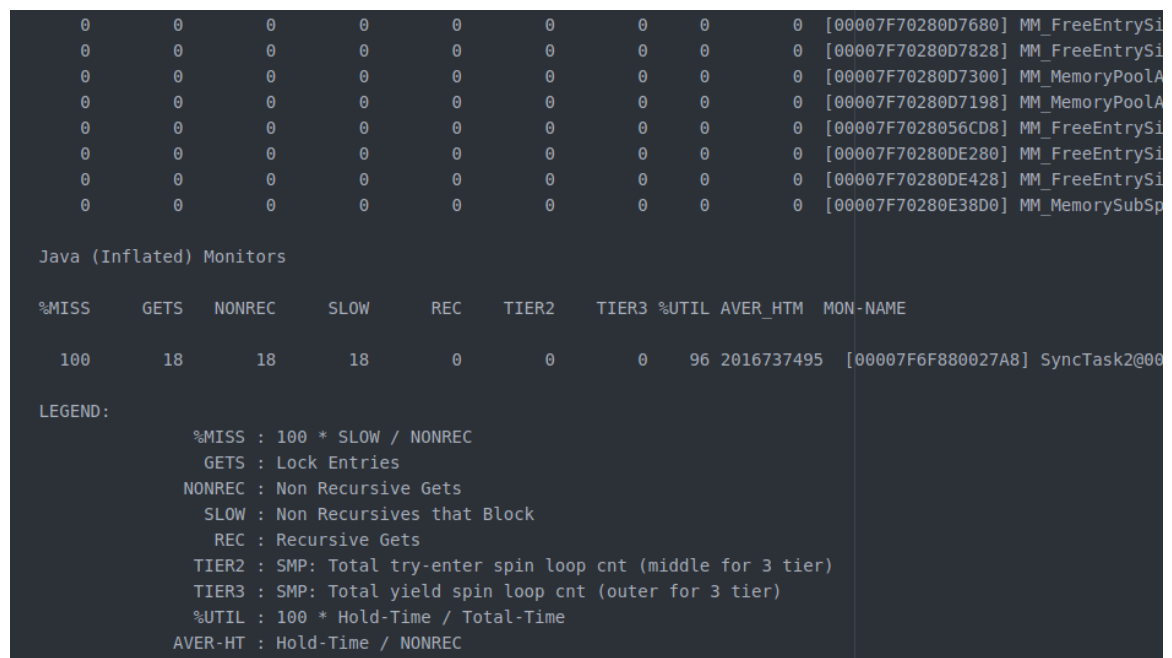 0 0 0 0 0 0 0 0 0 [00007F70280D7680] MM_FreeEntrySi
0 0 0 0 0 0 0 0 0 [00007F70280D7828] MM_FreeEntrySi
0 0 0 0 0 0 0 0 0 [00007F70280D7300] MM_MemoryPoolA
0 0 0 0 0 0 0 0 0 [00007F70280D7198] MM_MemoryPoolA
0 0 0 0 0 0 0 0 0 [00007F7028056CD8] MM_FreeEntrySi
0 0 0 0 0 0 0 0 0 [00007F70280DE280] MM_FreeEntrySi
0 0 0 0 0 0 0 0 0 [00007F70280DE428] MM_FreeEntrySi
0 0 0 0 0 0 0 0 0 [00007F70280E38D0] MM_MemorySubSp
Java (Inflated) Monitors
%MISS GETS NONREC SLOW REC TIER2 TIER3 %UTIL AVER_HTM MON-NAME
100 18 18 18 0 0 0 96 2016737495 [00007F6F880027A8] SyncTask2@00
LEGEND:
%MISS : 100 * SLOW / NONREC
GETS : Lock Entries
NONREC : Non Recursive Gets
SLOW : Non Recursives that Block
REC : Recursive Gets
TIER2 : SMP: Total try-enter spin loop cnt (middle for 3 tier)
TIER3 : SMP: Total yield spin loop cnt (outer for 3 tier)
%UTIL : 100 * Hold-Time / Total-Time
AVER-HT : Hold-Time / NONREC